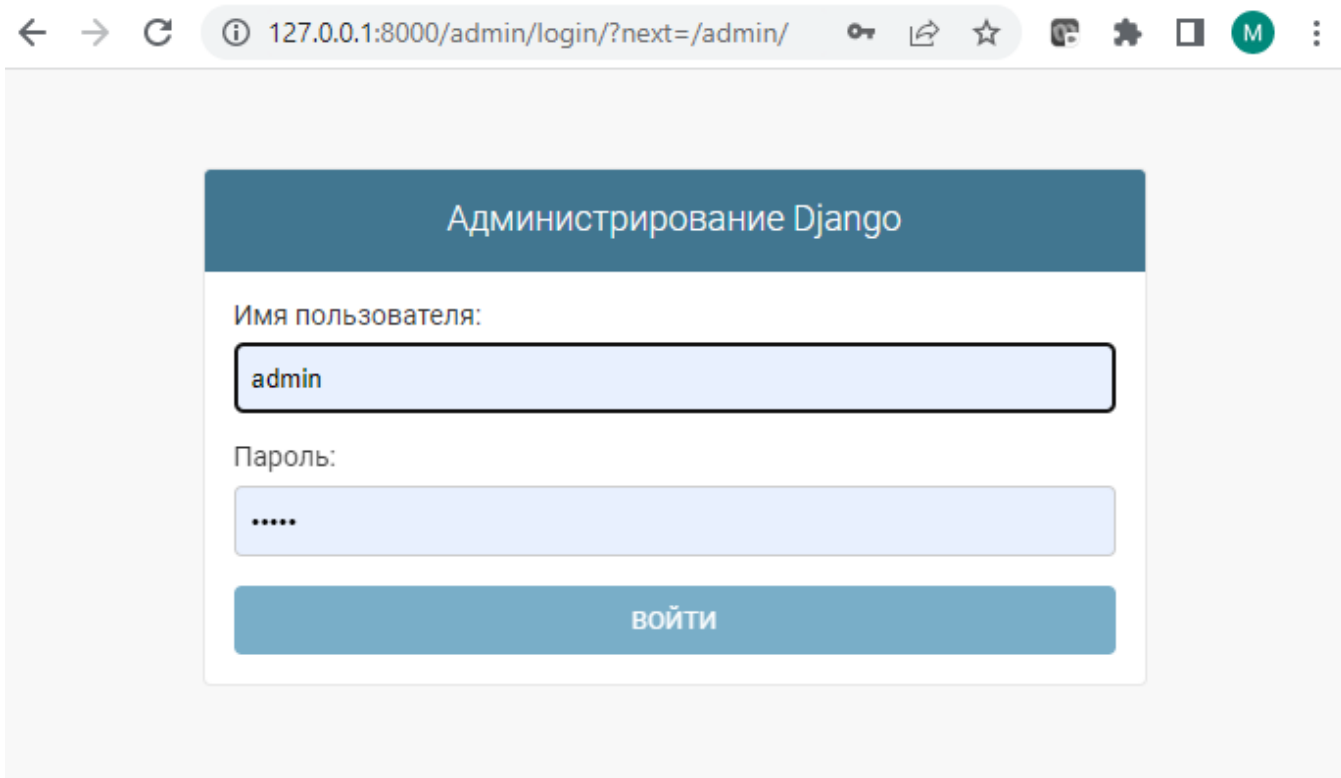 127.0.0.1:8000/admin/login/?next=/admin/
M
Администрирование Django
Имя пользователя:
admin
Пароль:
•••••
ВОЙТИ